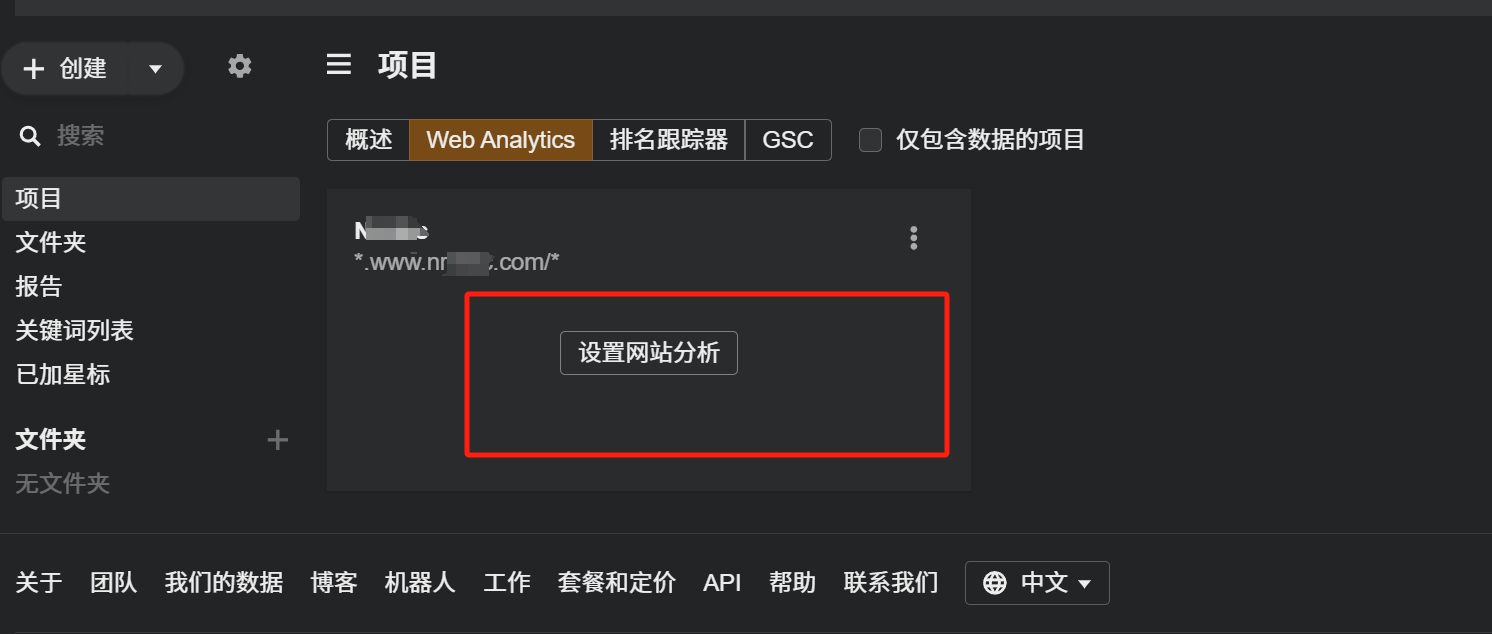 创建
项目
搜索
概述 Web Analytics 排名跟踪器 GSC 仅包含数据的项目
项目
文件夹
报告
关键词列表
已加星标
文件夹
无文件夹
*.www.nr .com/*
设置网站分析
关于 团队 我们的数据 博客 机器人 工作 套餐和定价 API 帮助 联系我们 中文